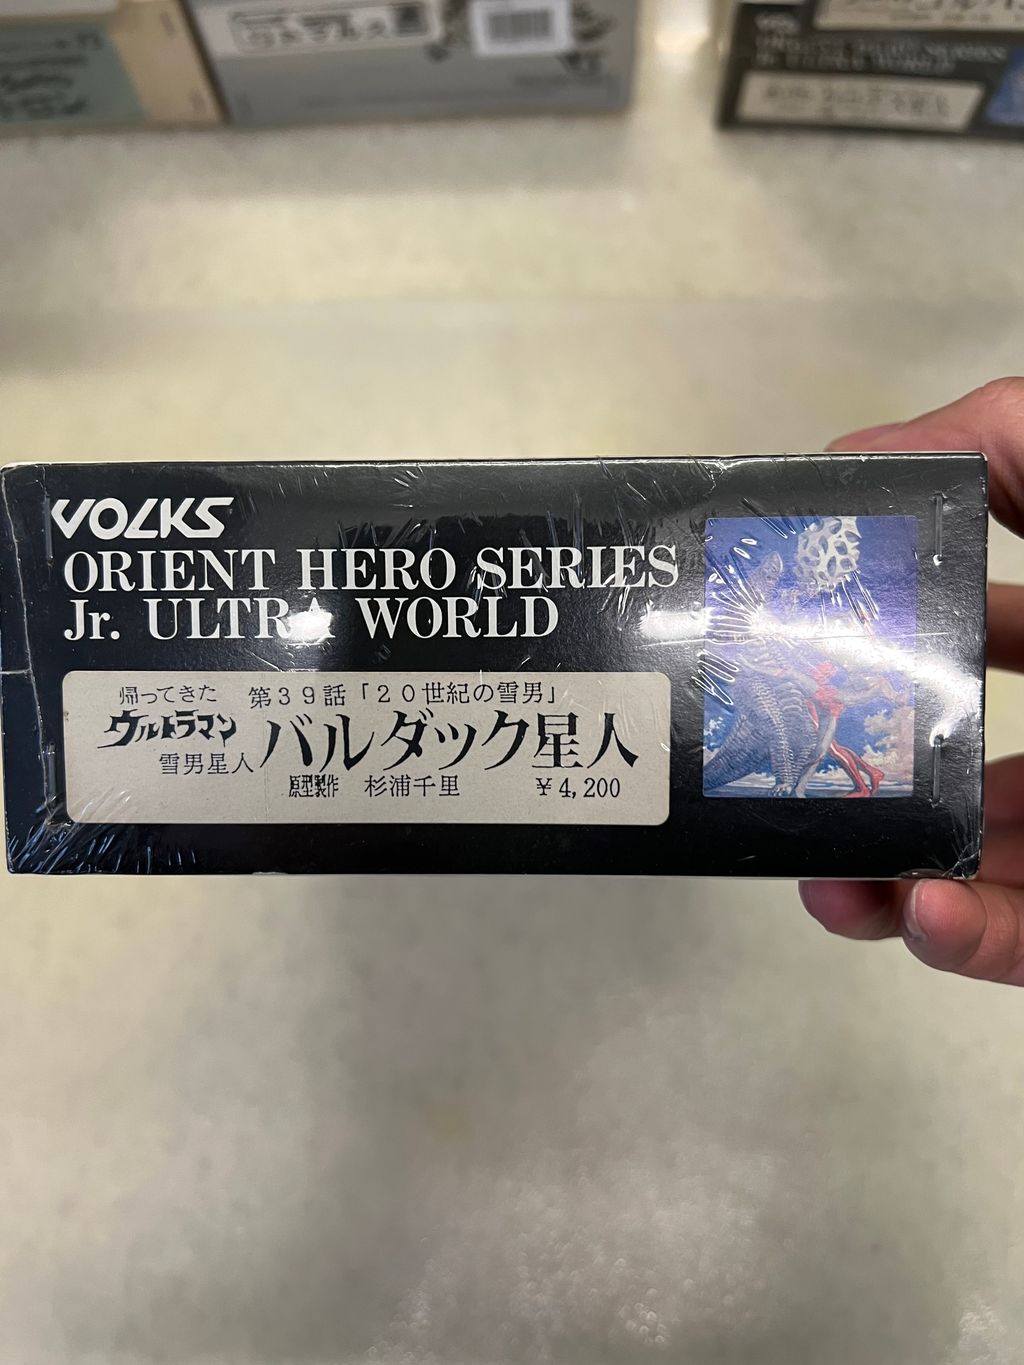 VOLKS
ORIENT HERO SERIES
Jr. ULTRA WORLD
帰ってきた 第39話「20世紀の雪男」
ウルトラマン
雪男星人 バルダック星人
原型製作 杉浦千里 ￥4,200